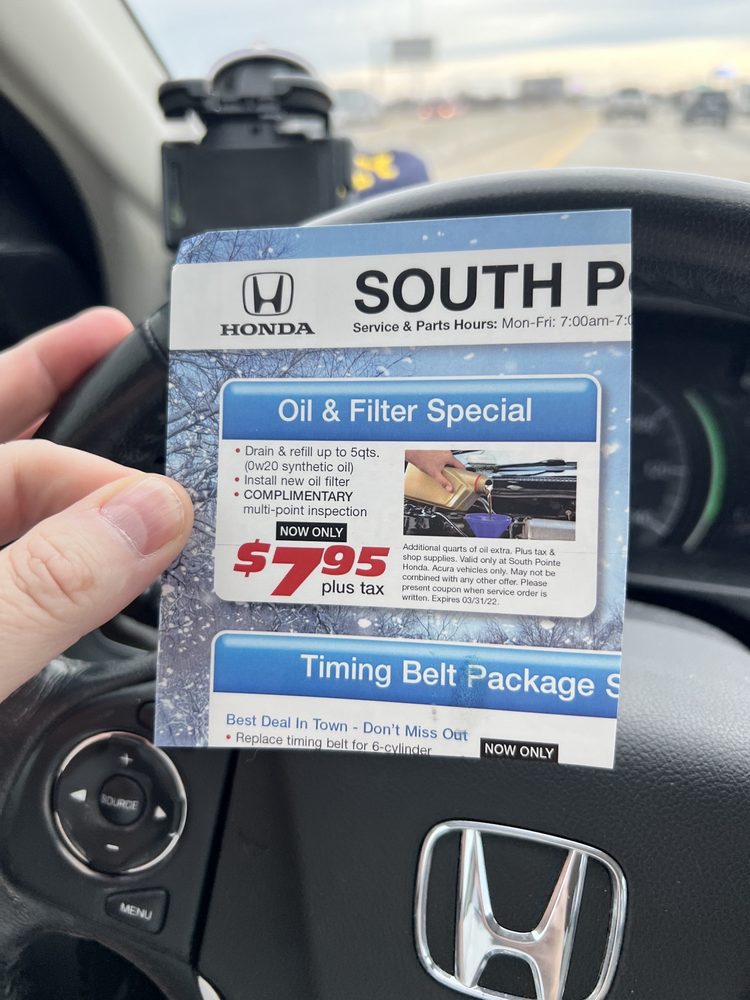 HONDA
SOUTH P
Service & Parts Hours: Mon-Fri: 7:00am-7:0
Oil & Filter Special
• Drain & refill up to 5qts.
(0w20 synthetic oil)
• Install new oil filter
• COMPLIMENTARY
multi-point inspection
NOW ONLY
$7.95
plus tax
Additional quarts of oil extra. Plus tax &
shop supplies. Valid only at South Pointe
Honda. Acura vehicles only. May not be
combined with any other offer. Please
present coupon when service order is
written. Expires 03/31/22.
Timing Belt Package S
Best Deal In Town - Don't Miss Out
• Replace timing belt for 6-cylinder
NOW ONLY
+
SOURCE
-
MENU